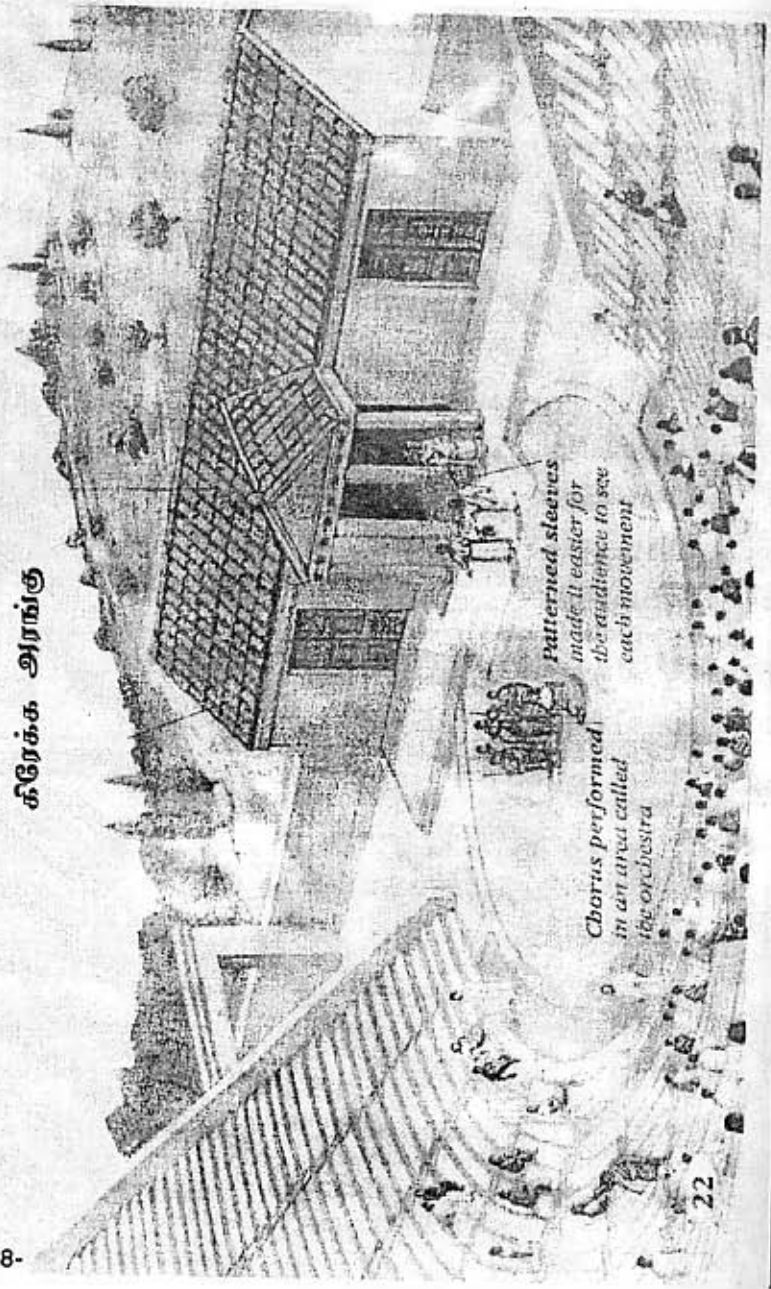 8-
கிரேக்க அரங்கு
Patterned sleeves
made it easier for
the audience to see
each movement
Chorus performed
in an area called
the orchestra
22